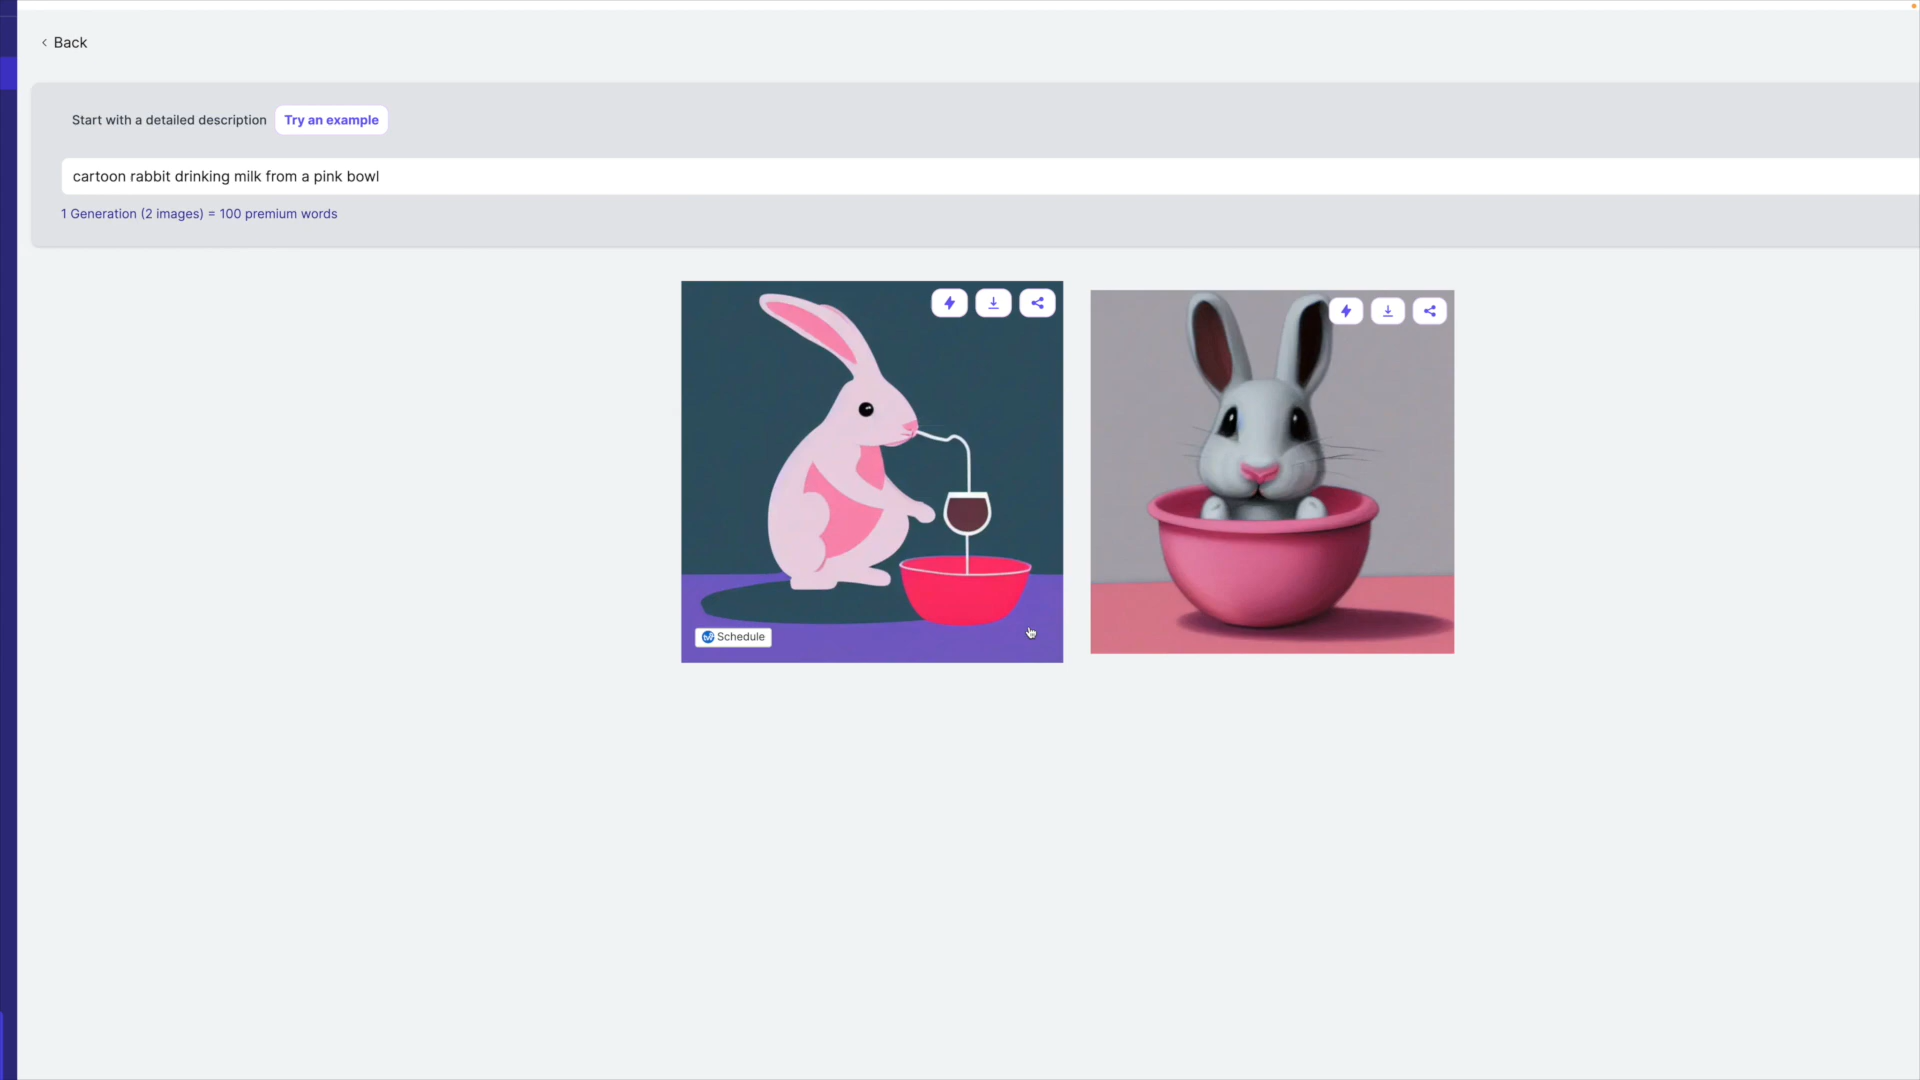 Back
Start with a detailed description Try an example
cartoon rabbit drinking milk from a pink bowl
1 Generation (2 images) = 100 premium words
Schedule